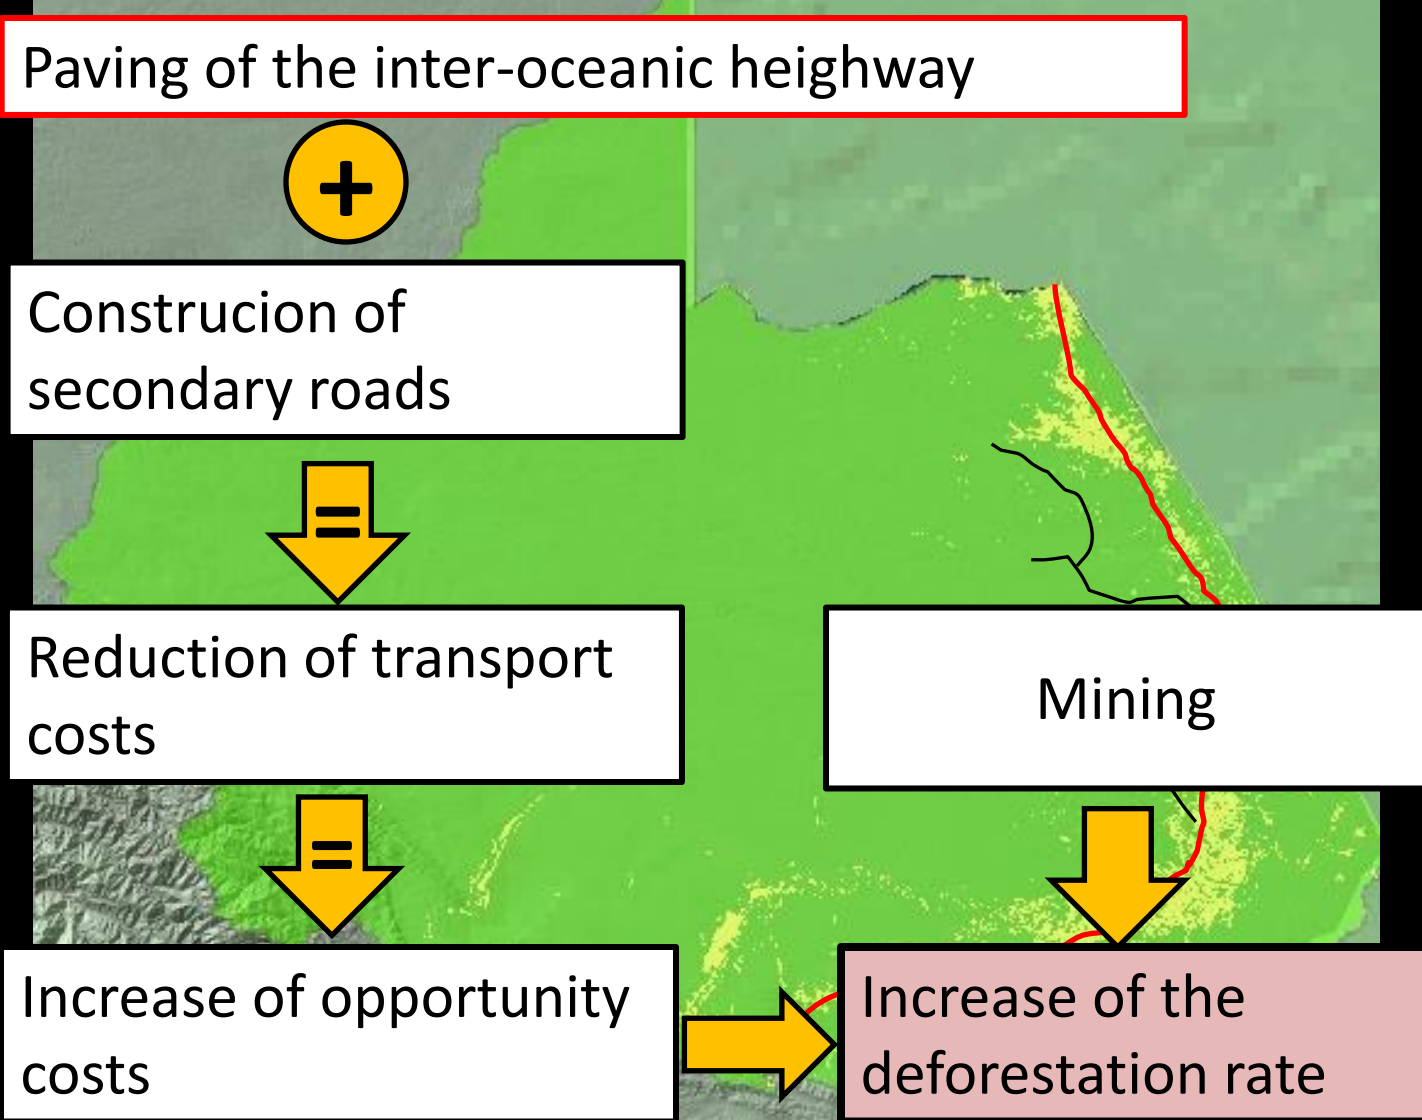 Paving of the inter-oceanic heighway
+
Construcion of
secondary roads
=
Reduction of transport
costs
Mining
=
Increase of opportunity
costs
Increase of the
deforestation rate